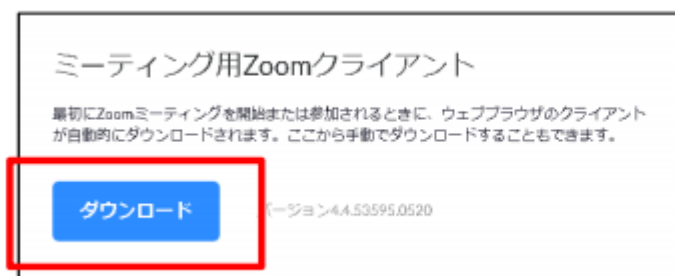 ミーティング用Zoomクライアント
最初にZoomミーティングを開始または参加されるときに、ウェブブラウザのクライアント
が自動的にダウンロードされます。ここから手動でダウンロードすることもできます。
ダウンロード
バージョン4.4.53595.0520